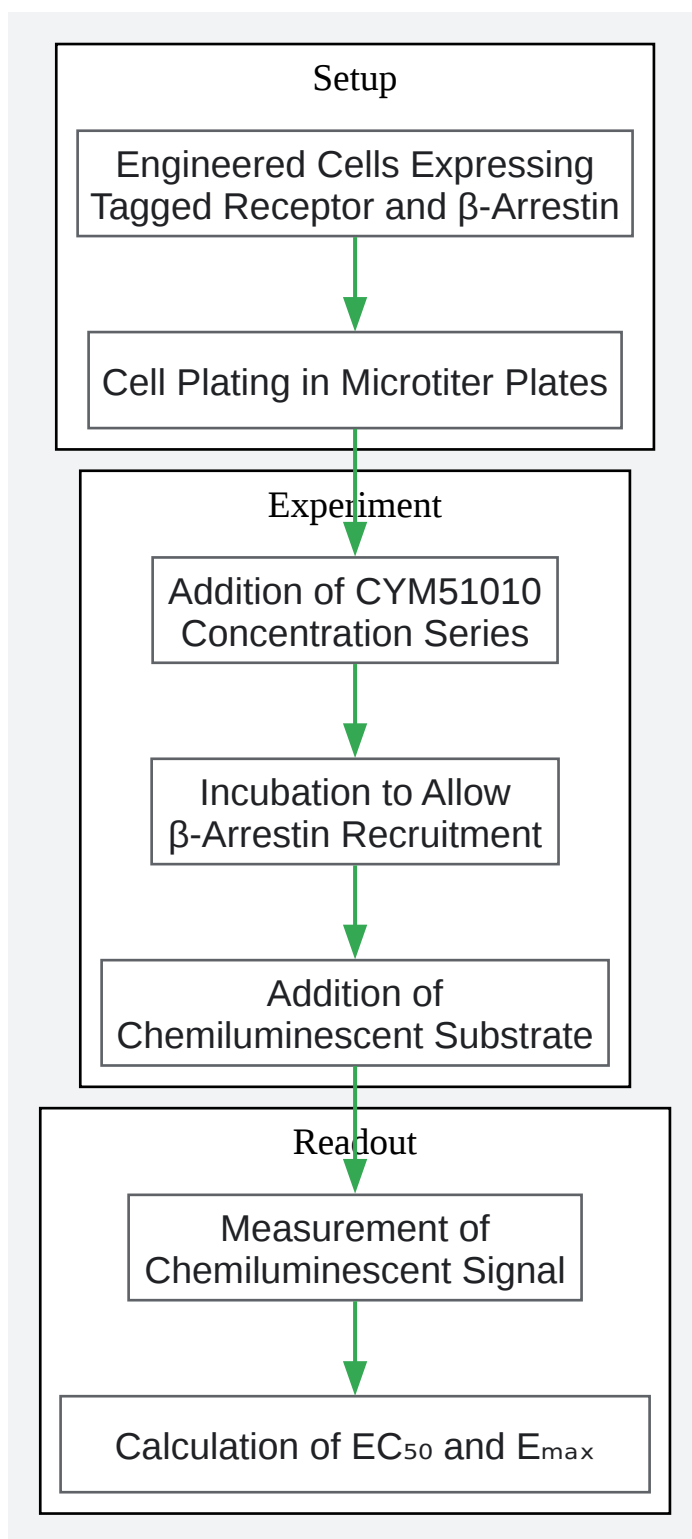 Setup
Engineered Cells Expressing
Tagged Receptor and β-Arrestin
Cell Plating in Microtiter Plates
Experiment
Addition of CYM51010
Concentration Series
Incubation to Allow
β-Arrestin Recruitment
Addition of
Chemiluminescent Substrate
Readout
Measurement of
Chemiluminescent Signal
Calculation of EC₅₀ and Eₘₐₓ